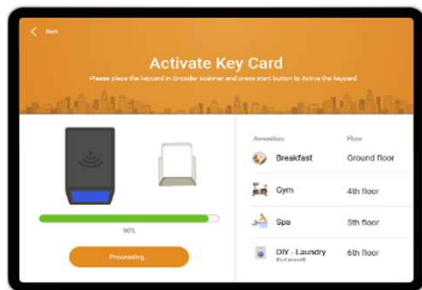 Back
Activate Key Card
Please place the keycard in Encoder scanner and press start button to Active the keycard
Amenities Floor
Breakfast Ground floor
Gym 4th floor
Spa 5th floor
DIY - Laundry 6th floor
90%
Processing..